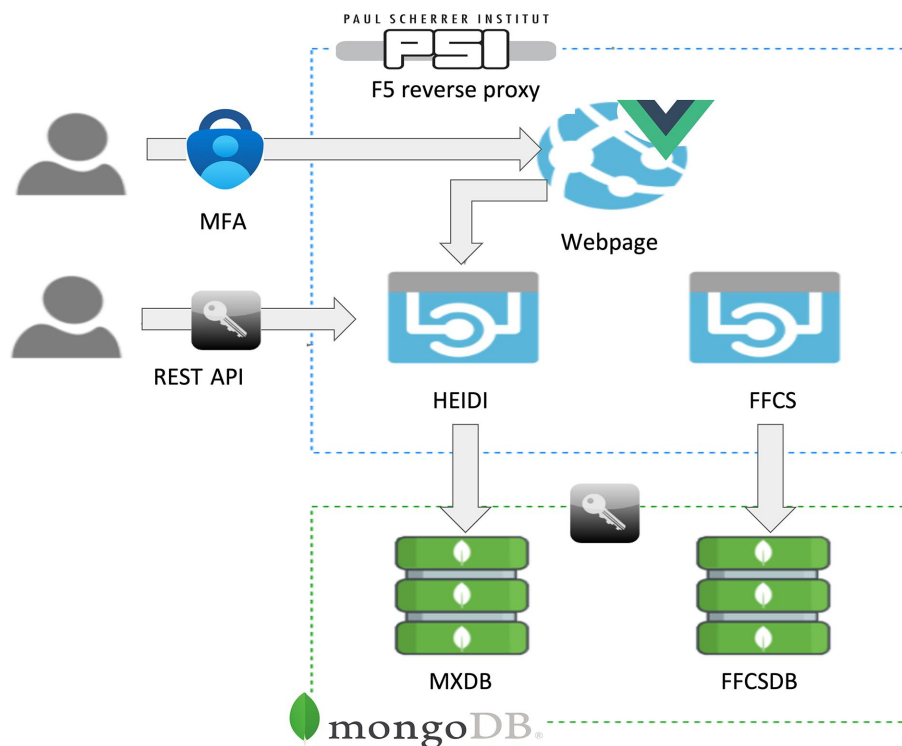 PAUL SCHERRER INSTITUT
PSI
F5 reverse proxy
MFA
Webpage
REST API
HEIDI
FFCS
MXDB
FFCSDB
mongoDB®